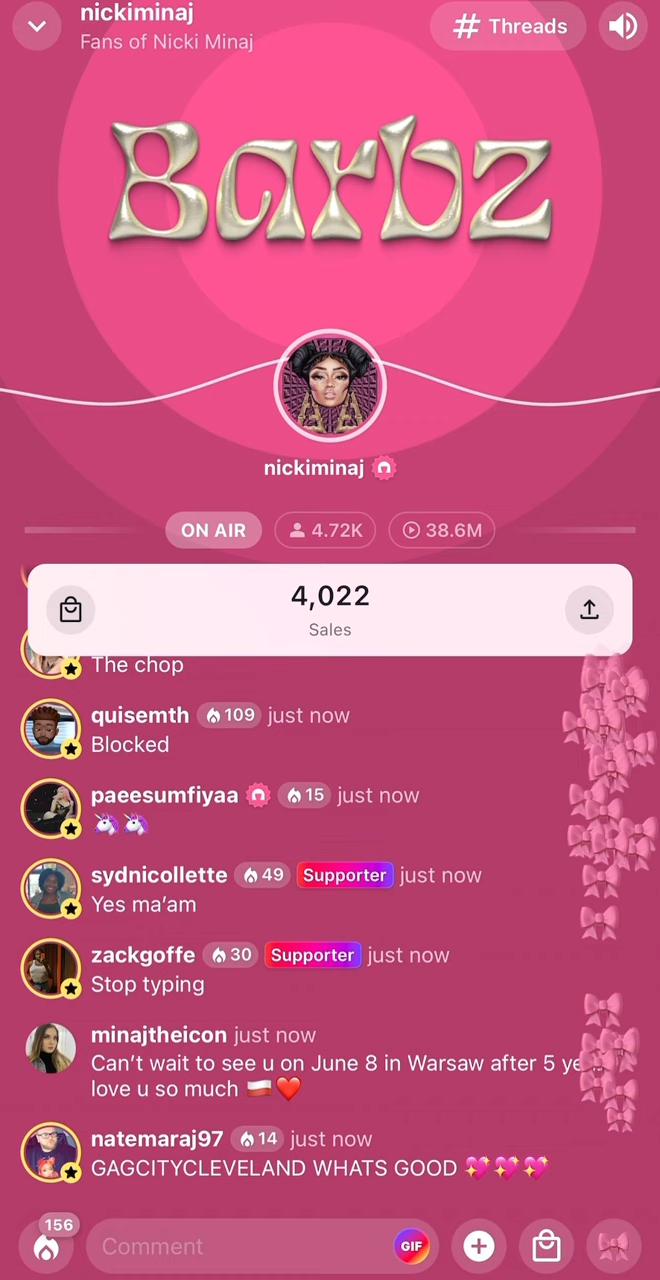 nickiminaj
Fans of Nicki Minaj
# Threads
Barbz
nickiminaj
ON AIR
4.72K
38.6M
4,022
Sales
The chop
quisemth 109 just now
Blocked
paeesumfiyaa 15 just now
🦄🦄
sydnicollette 49 Supporter just now
Yes ma’am
zackgoffe 30 Supporter just now
Stop typing
minajtheicon just now
Can’t wait to see u on June 8 in Warsaw after 5
love u so much 🇵🇱❤️
natemaraj97 14 just now
GAGCITYCLEVELAND WHATS GOOD 💖💖💖
156
Comment
GIF